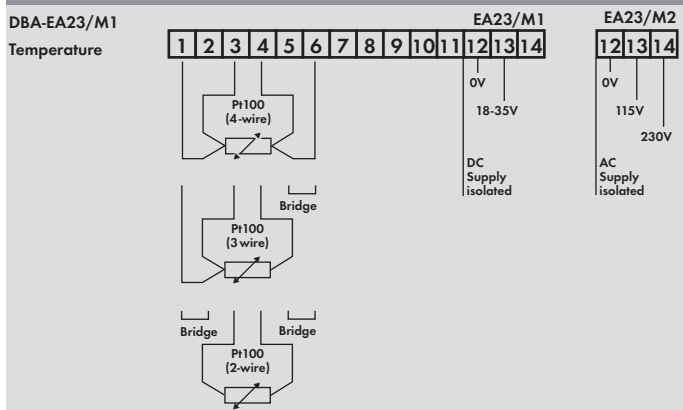 DBA-EA23/M1
Temperature
EA23/M1
1 2 3 4 5 6 7 8 9 10 11 12 13 14
0V
18-35V
DC
Supply
isolated
EA23/M2
12 13 14
0V
115V
230V
AC
Supply
isolated
Pt100
(4-wire)
Bridge
Pt100
(3 wire)
Bridge
Bridge
Pt100
(2-wire)